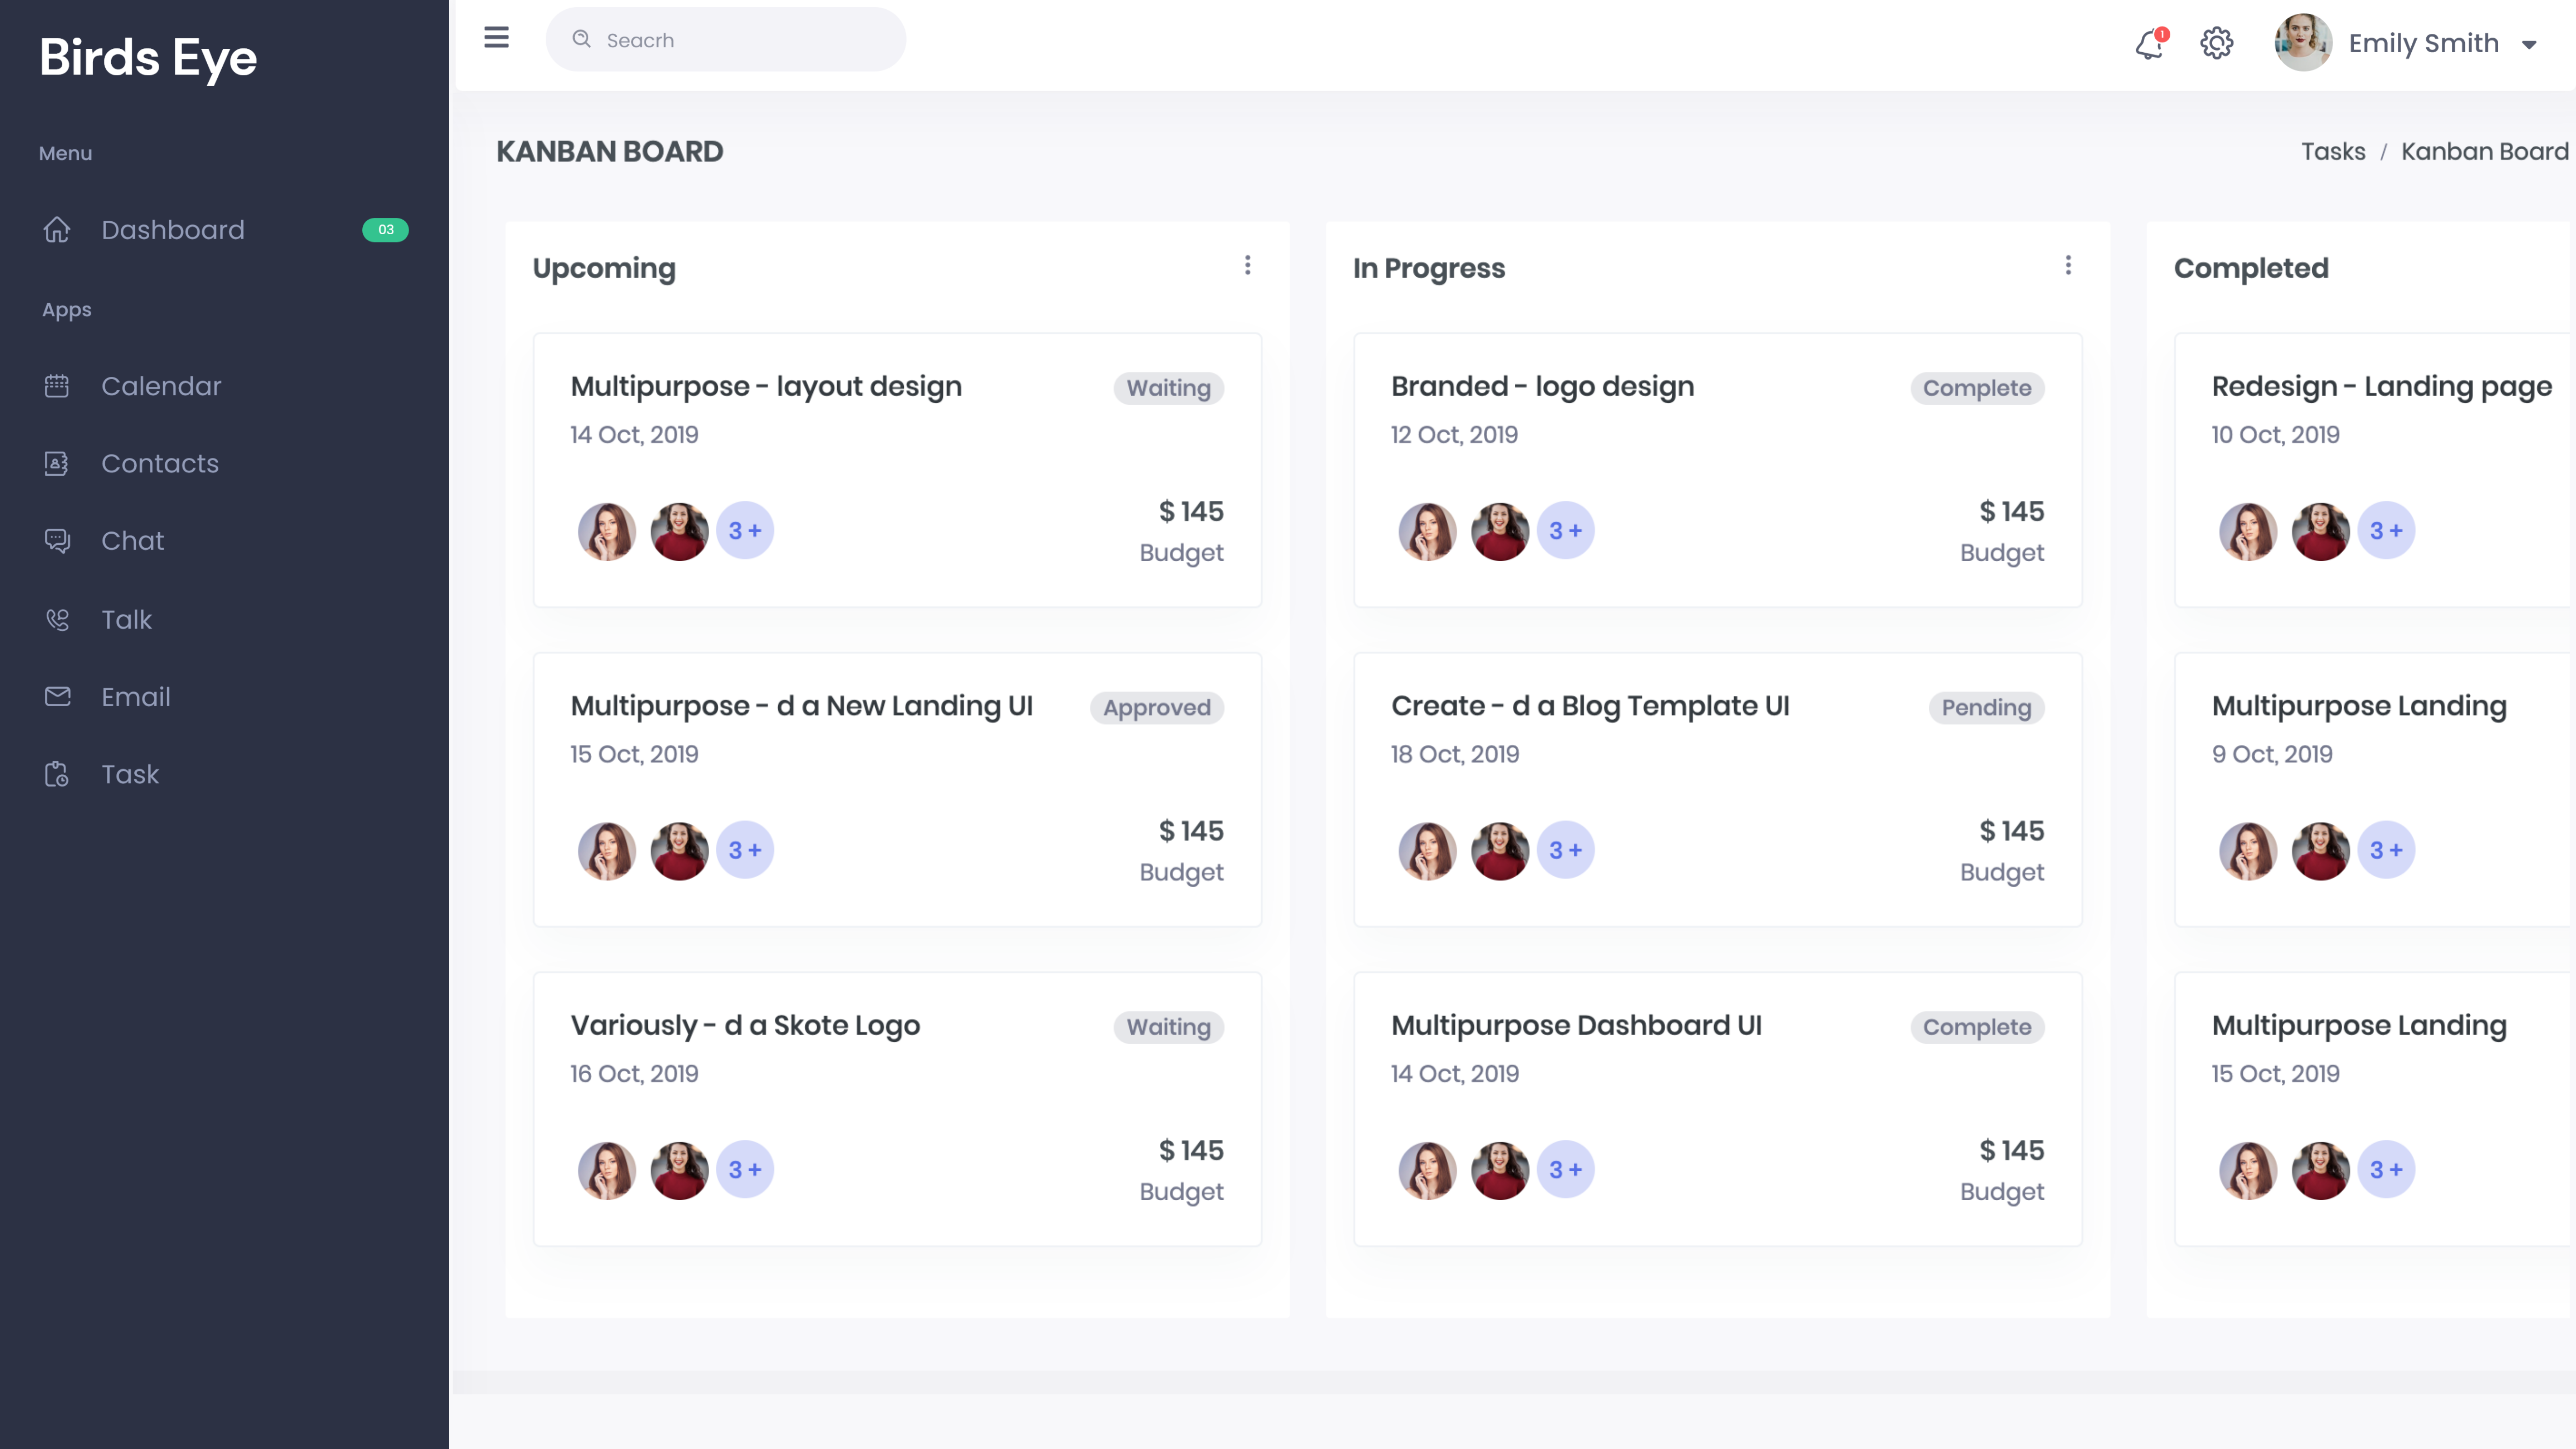 Birds Eye
Menu
Dashboard 03
Apps
Calendar
Contacts
Chat
Talk
Email
Task
Seacrh
1
Emily Smith
KANBAN BOARD
Tasks / Kanban Board
Upcoming
Multipurpose - layout design Waiting
14 Oct, 2019
3 +
$ 145
Budget
Multipurpose - d a New Landing UI Approved
15 Oct, 2019
3 +
$ 145
Budget
Variously - d a Skote Logo Waiting
16 Oct, 2019
3 +
$ 145
Budget
In Progress
Branded - logo design Complete
12 Oct, 2019
3 +
$ 145
Budget
Create - d a Blog Template UI Pending
18 Oct, 2019
3 +
$ 145
Budget
Multipurpose Dashboard UI Complete
14 Oct, 2019
3 +
$ 145
Budget
Completed
Redesign - Landing page
10 Oct, 2019
3 +
Multipurpose Landing
9 Oct, 2019
3 +
Multipurpose Landing
15 Oct, 2019
3 +